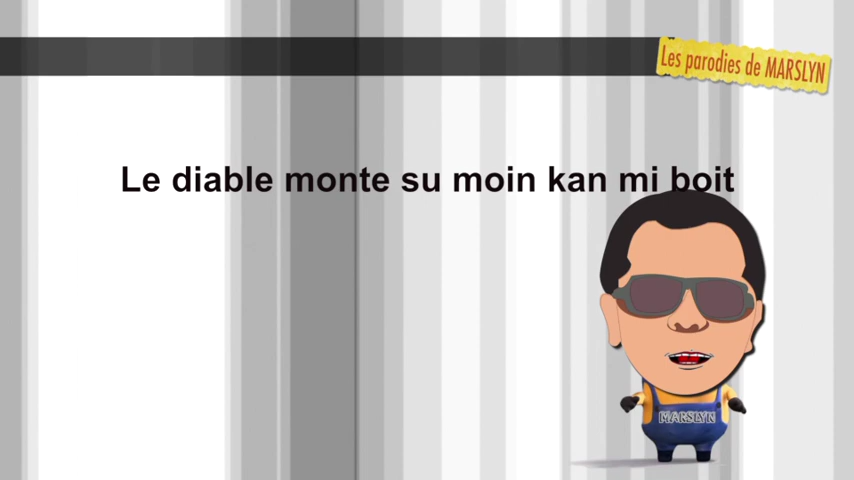 Les parodies de MARSLYN
Le diable monte su moin kan mi boit
MARSLYN